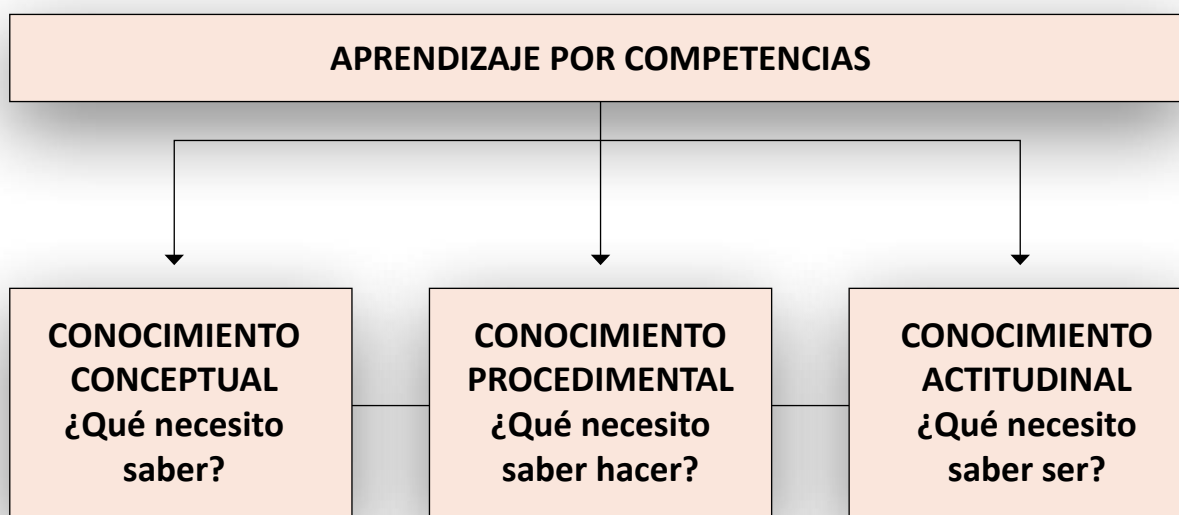 APRENDIZAJE POR COMPETENCIAS
CONOCIMIENTO
CONCEPTUAL
¿Qué necesito
saber?
CONOCIMIENTO
PROCEDIMENTAL
¿Qué necesito
saber hacer?
CONOCIMIENTO
ACTITUDINAL
¿Qué necesito
saber ser?